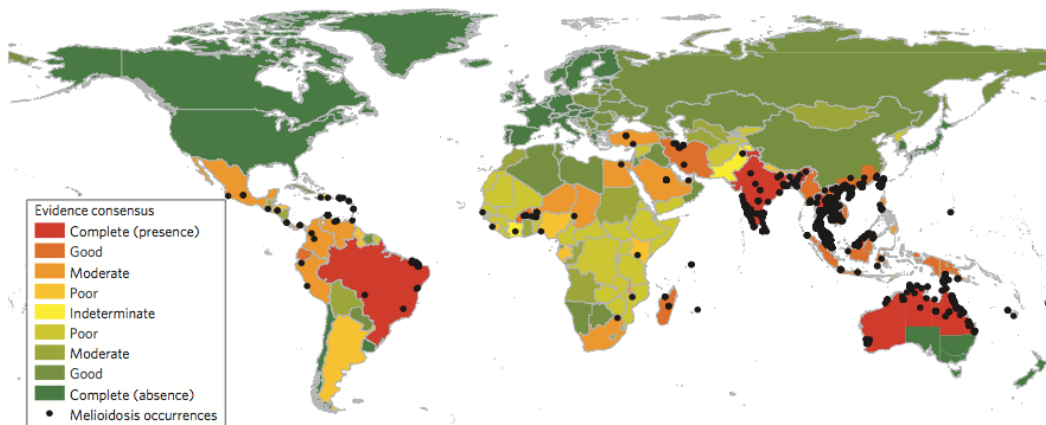 Evidence consensus
Complete (presence)
Good
Moderate
Poor
Indeterminate
Poor
Moderate
Good
Complete (absence)
Melioidosis occurrences